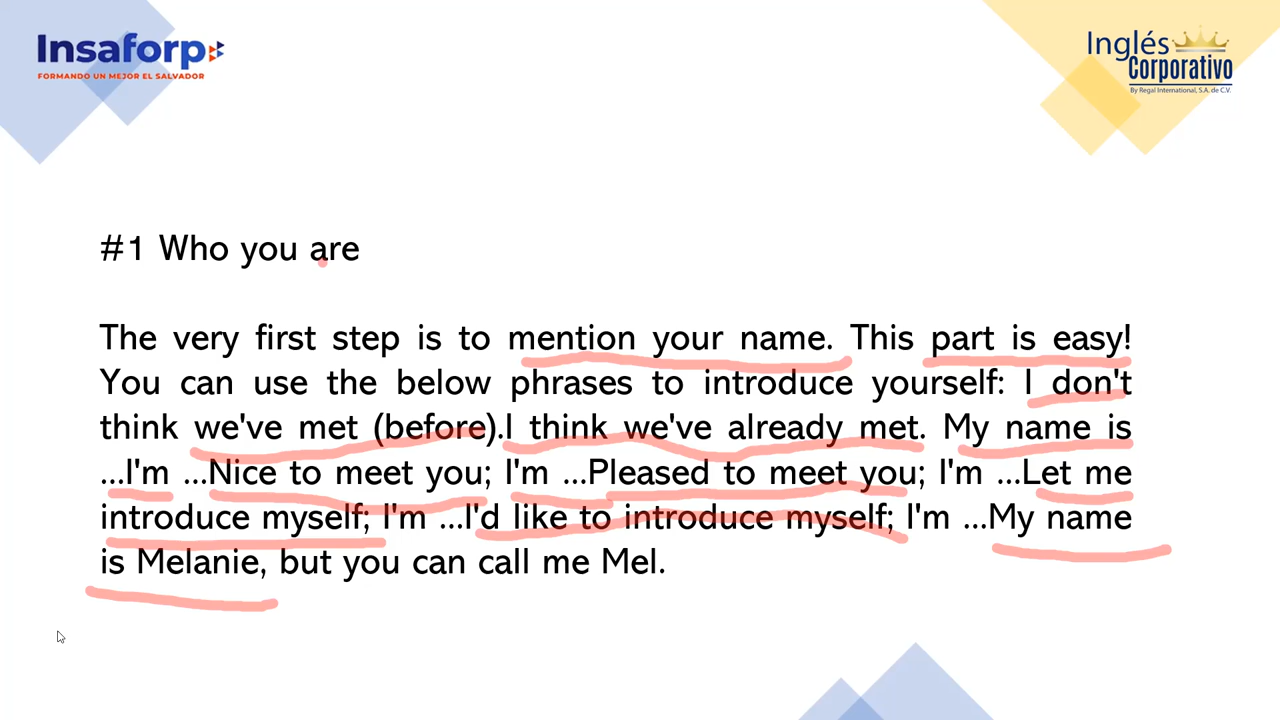 Insaforp
FORMANDO UN MEJOR EL SALVADOR
Inglés
Corporativo
By Regal International, S.A. de C.V.
#1 Who you are
The very first step is to mention your name. This part is easy!
You can use the below phrases to introduce yourself: I don't
think we've met (before).I think we've already met. My name is
...I'm ...Nice to meet you; I'm ...Pleased to meet you; I'm ...Let me
introduce myself; I'm ...I'd like to introduce myself; I'm ...My name
is Melanie, but you can call me Mel.